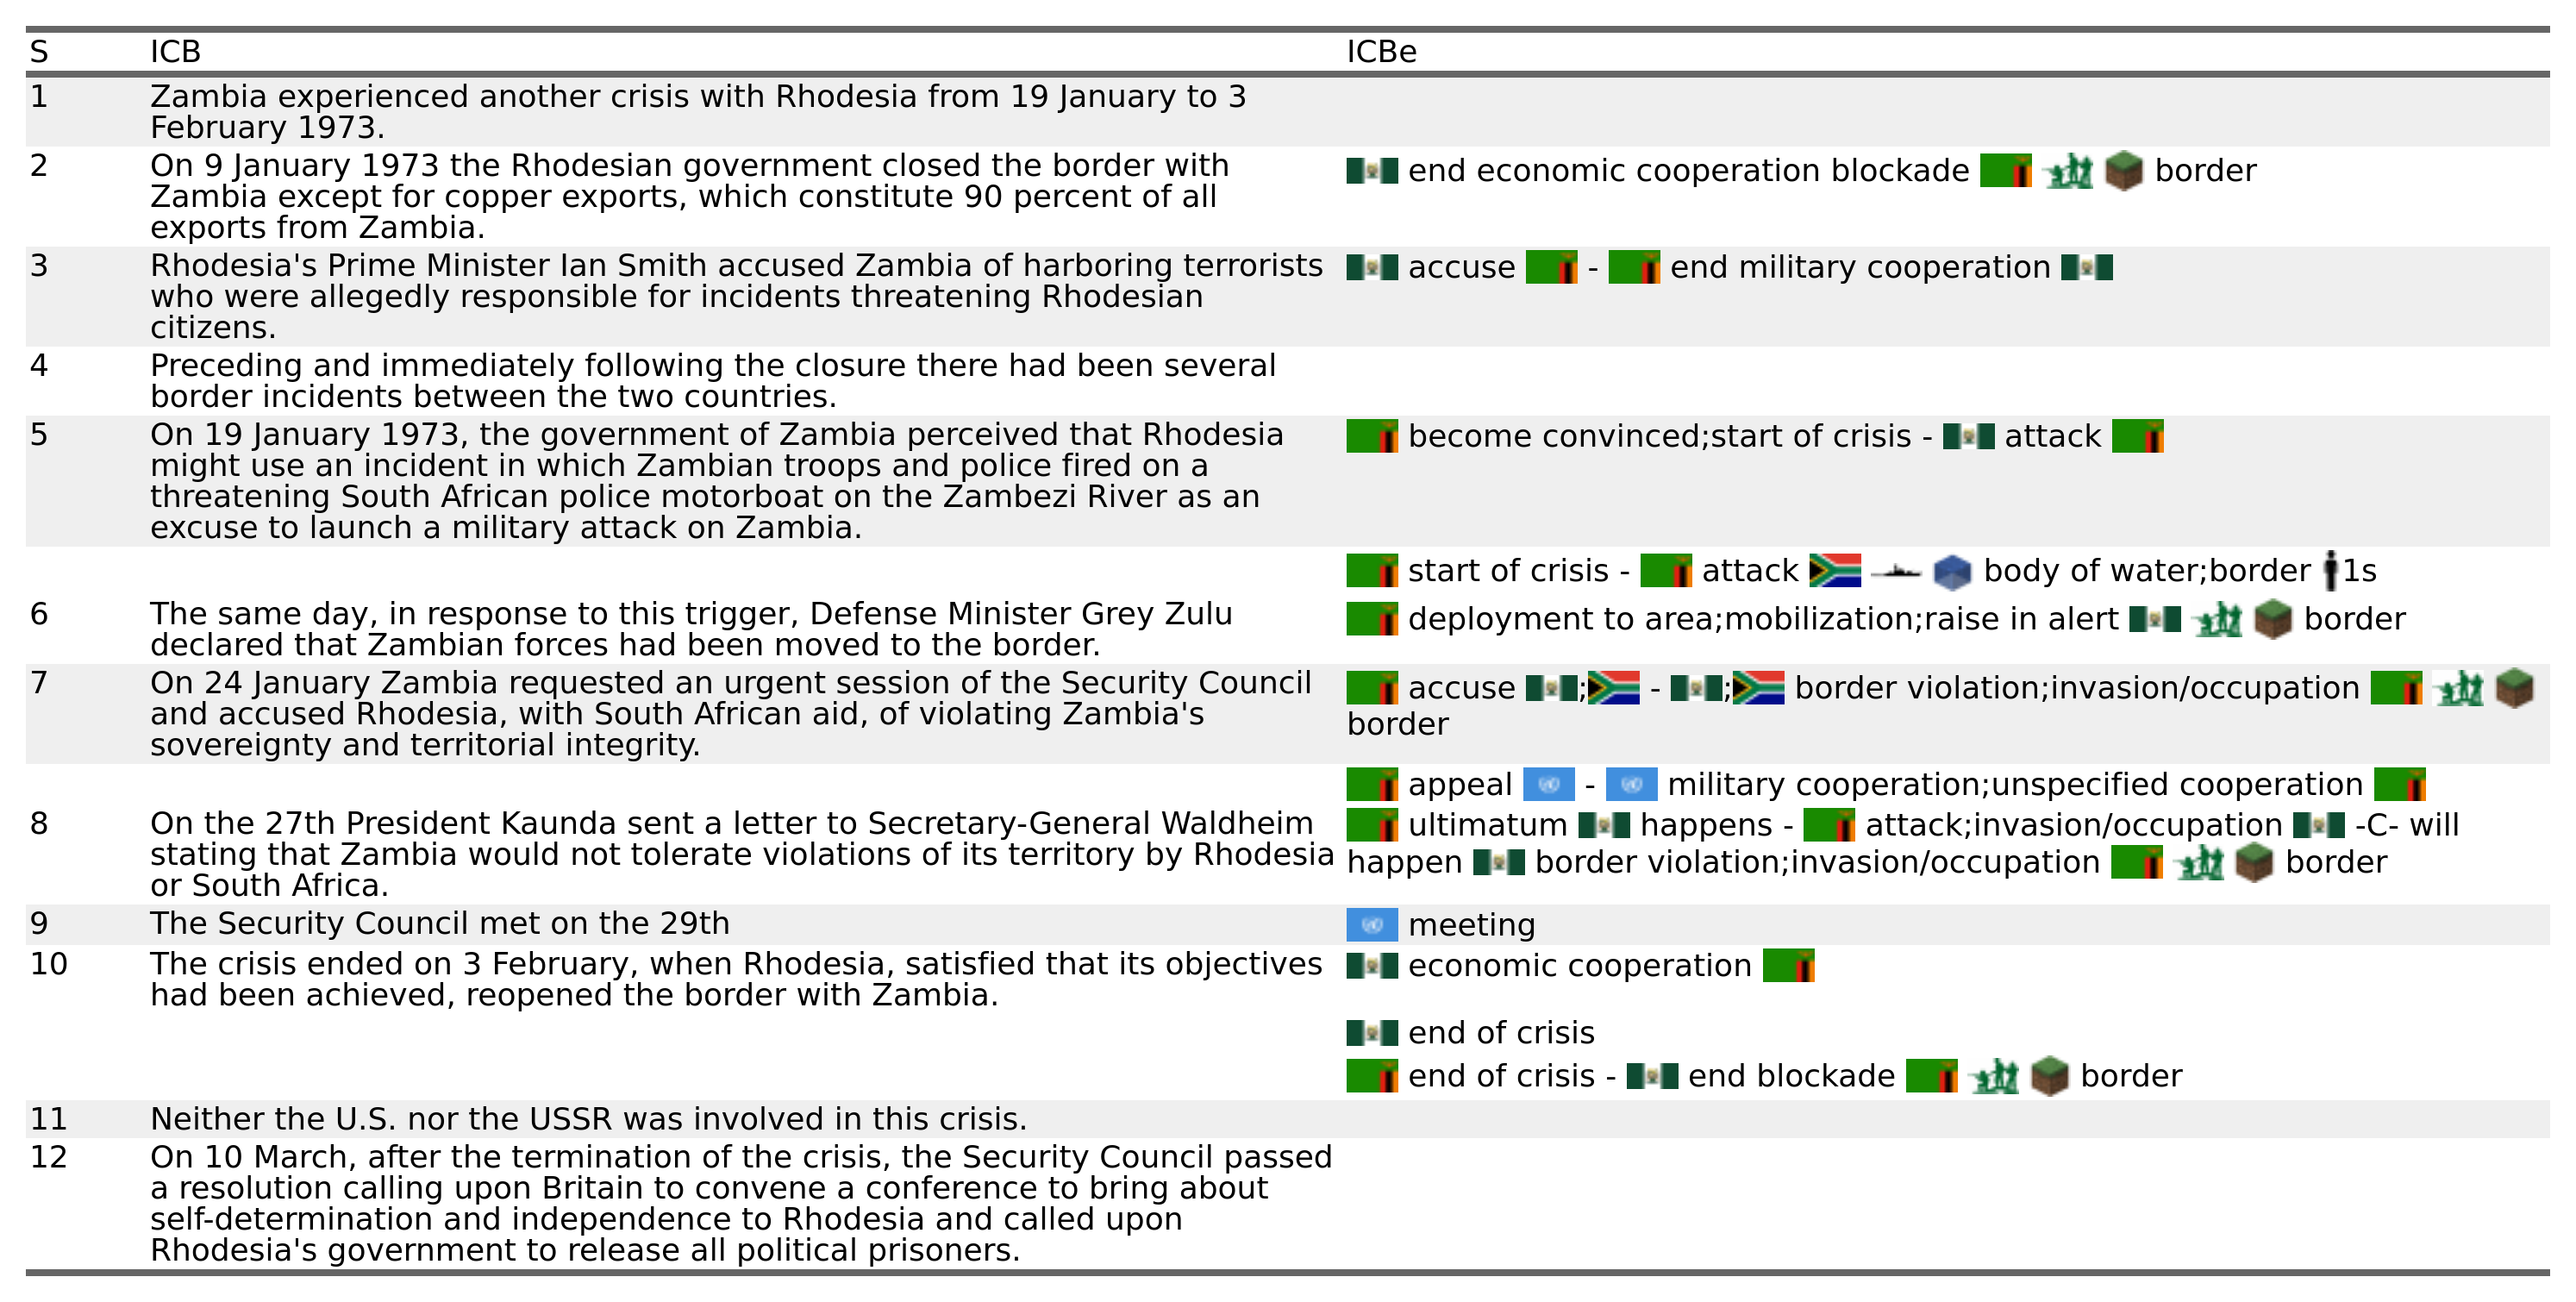 S ICB ICBe
1 Zambia experienced another crisis with Rhodesia from 19 January to 3
February 1973.
2 On 9 January 1973 the Rhodesian government closed the border with
Zambia except for copper exports, which constitute 90 percent of all
exports from Zambia.
end economic cooperation blockade border
3 Rhodesia's Prime Minister Ian Smith accused Zambia of harboring terrorists
who were allegedly responsible for incidents threatening Rhodesian
citizens.
accuse - end military cooperation
4 Preceding and immediately following the closure there had been several
border incidents between the two countries.
5 On 19 January 1973, the government of Zambia perceived that Rhodesia
might use an incident in which Zambian troops and police fired on a
threatening South African police motorboat on the Zambezi River as an
excuse to launch a military attack on Zambia.
become convinced;start of crisis - attack
start of crisis - attack body of water;border 1s
6 The same day, in response to this trigger, Defense Minister Grey Zulu
declared that Zambian forces had been moved to the border.
deployment to area;mobilization;raise in alert border
7 On 24 January Zambia requested an urgent session of the Security Council
and accused Rhodesia, with South African aid, of violating Zambia's
sovereignty and territorial integrity.
accuse ; - ; border violation;invasion/occupation
border
appeal - military cooperation;unspecified cooperation
8 On the 27th President Kaunda sent a letter to Secretary-General Waldheim
stating that Zambia would not tolerate violations of its territory by Rhodesia
or South Africa.
ultimatum happens - attack;invasion/occupation -C- will
happen border violation;invasion/occupation border
9 The Security Council met on the 29th
meeting
10 The crisis ended on 3 February, when Rhodesia, satisfied that its objectives
had been achieved, reopened the border with Zambia.
economic cooperation
end of crisis
end of crisis - end blockade border
11 Neither the U.S. nor the USSR was involved in this crisis.
12 On 10 March, after the termination of the crisis, the Security Council passed
a resolution calling upon Britain to convene a conference to bring about
self-determination and independence to Rhodesia and called upon
Rhodesia's government to release all political prisoners.